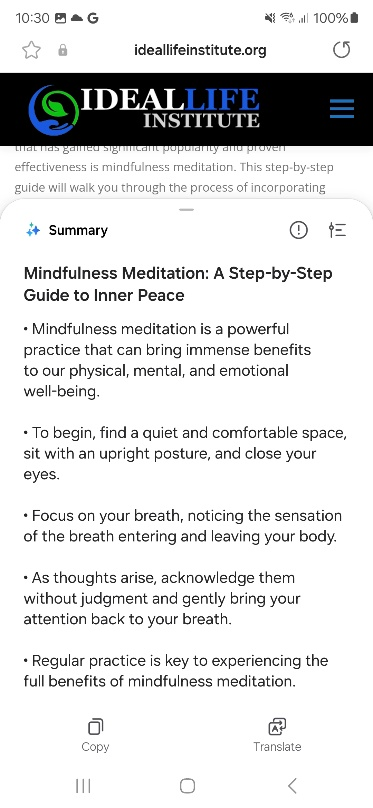 10:30 G 100%
ideallifeinstitute.org
IDEALLIFE
INSTITUTE
that has gained significant popularity and proven
effectiveness is mindfulness meditation. This step-by-step
guide will walk you through the process of incorporating
Summary
Mindfulness Meditation: A Step-by-Step
Guide to Inner Peace
• Mindfulness meditation is a powerful
practice that can bring immense benefits
to our physical, mental, and emotional
well-being.
• To begin, find a quiet and comfortable space,
sit with an upright posture, and close your
eyes.
• Focus on your breath, noticing the sensation
of the breath entering and leaving your body.
• As thoughts arise, acknowledge them
without judgment and gently bring your
attention back to your breath.
• Regular practice is key to experiencing the
full benefits of mindfulness meditation.
Copy
Translate